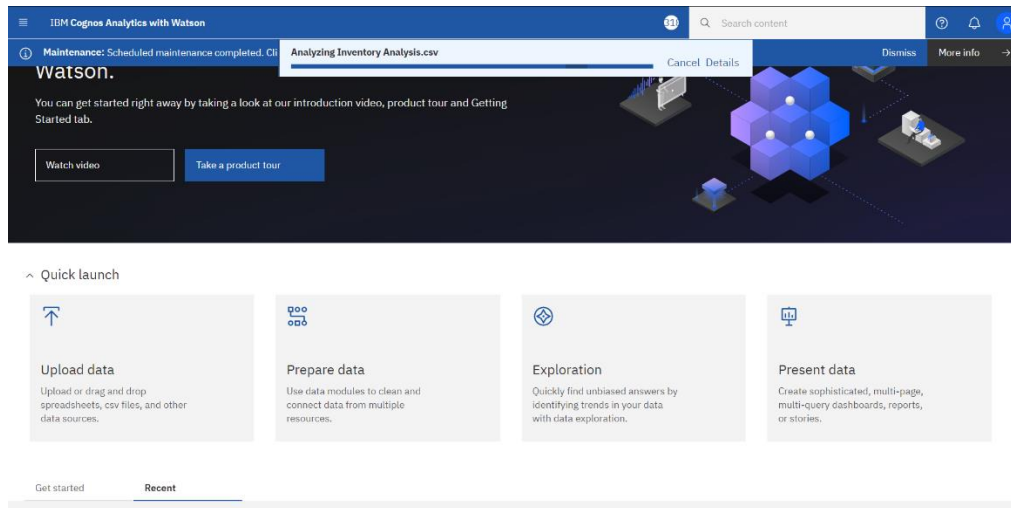 IBM Cognos Analytics with Watson
Search content
Maintenance: Scheduled maintenance completed. Cli
Analyzing Inventory Analysis.csv
Cancel Details
Dismiss
More info
Watson.
You can get started right away by taking a look at our introduction video, product tour and Getting
Started tab.
Watch video
Take a product tour
Quick launch
Upload data
Upload or drag and drop
spreadsheets, csv files, and other
data sources.
Prepare data
Use data modules to clean and
connect data from multiple
resources.
Exploration
Quickly find unbiased answers by
identifying trends in your data
with data exploration.
Present data
Create sophisticated, multi-page,
multi-query dashboards, reports,
or stories.
Get started
Recent